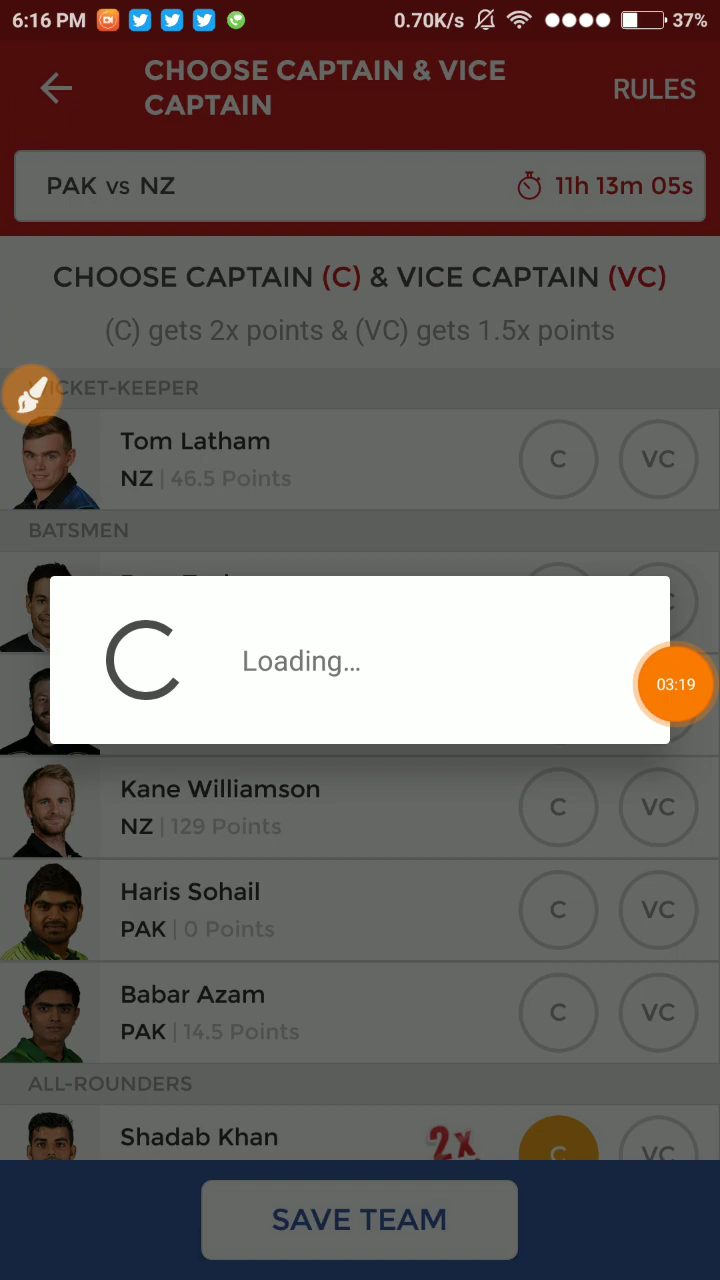 6:16 PM 0.70K/s 37%
CHOOSE CAPTAIN & VICE
CAPTAIN
RULES
PAK vs NZ 11h 13m 05s
CHOOSE CAPTAIN (C) & VICE CAPTAIN (VC)
(C) gets 2x points & (VC) gets 1.5x points
WICKET-KEEPER
Tom Latham
NZ | 46.5 Points
C VC
BATSMEN
Loading...
03:19
Kane Williamson
NZ | 129 Points
C VC
Haris Sohail
PAK | 0 Points
C VC
Babar Azam
PAK | 14.5 Points
C VC
ALL-ROUNDERS
Shadab Khan
2x C VC
SAVE TEAM